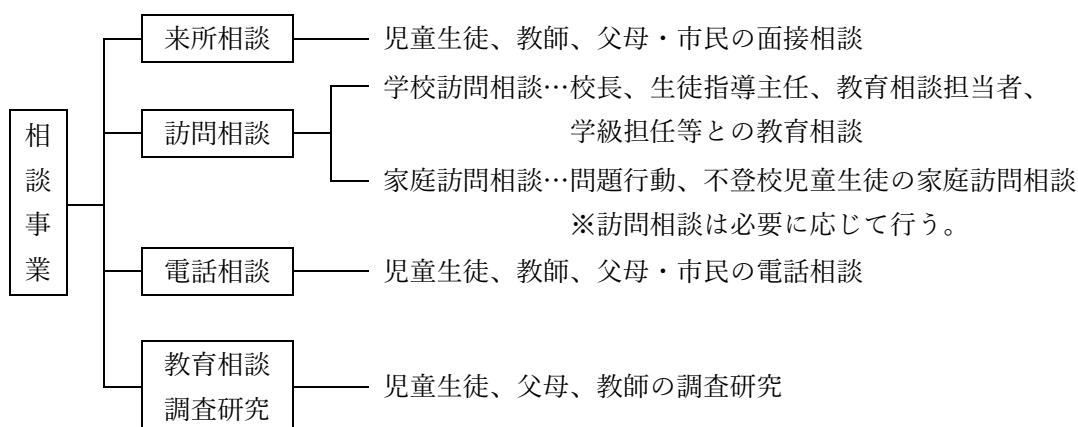 相談事業
来所相談
児童生徒、教師、父母・市民の面接相談
訪問相談
学校訪問相談…校長、生徒指導主任、教育相談担当者、
学級担任等との教育相談
家庭訪問相談…問題行動、不登校児童生徒の家庭訪問相談
※訪問相談は必要に応じて行う。
電話相談
児童生徒、教師、父母・市民の電話相談
教育相談
調査研究
児童生徒、父母、教師の調査研究